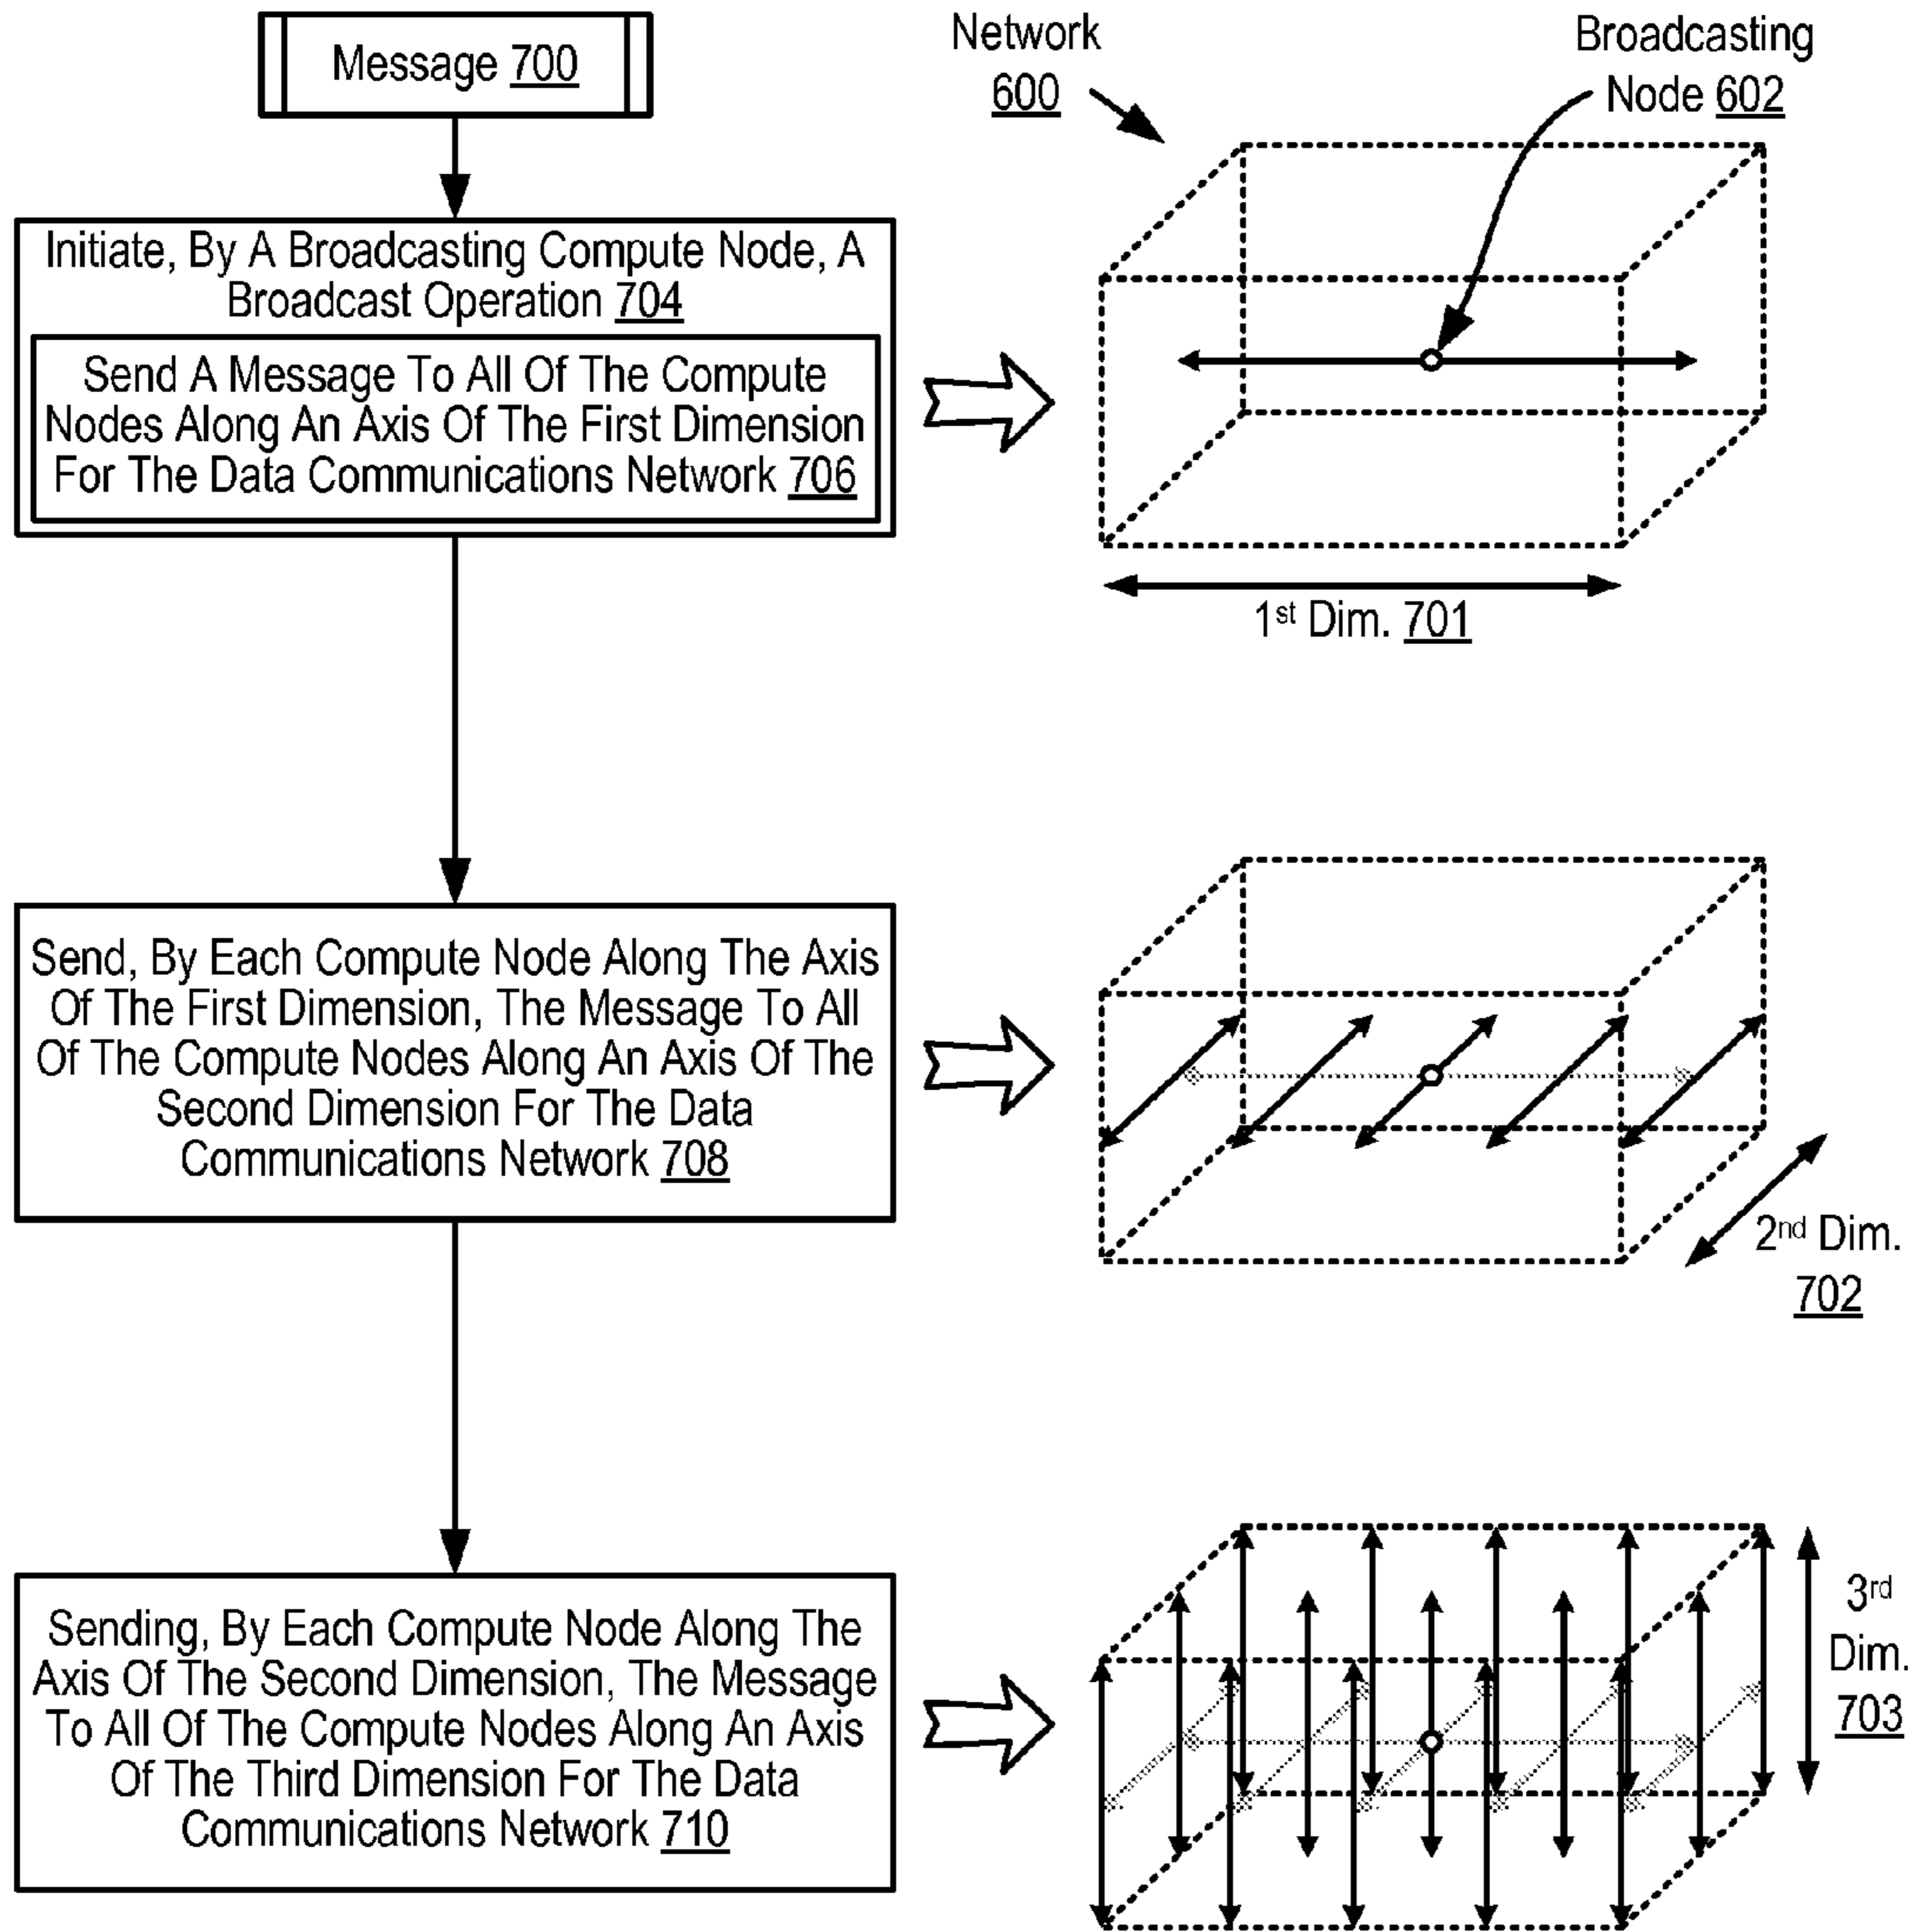 Message 700
Network
600
Broadcasting
Node 602
Initiate, By A Broadcasting Compute Node, A
Broadcast Operation 704
Send A Message To All Of The Compute
Nodes Along An Axis Of The First Dimension
For The Data Communications Network 706
1st Dim. 701
Send, By Each Compute Node Along The Axis
Of The First Dimension, The Message To All
Of The Compute Nodes Along An Axis Of The
Second Dimension For The Data
Communications Network 708
2nd Dim.
702
Sending, By Each Compute Node Along The
Axis Of The Second Dimension, The Message
To All Of The Compute Nodes Along An Axis
Of The Third Dimension For The Data
Communications Network 710
3rd
Dim.
703